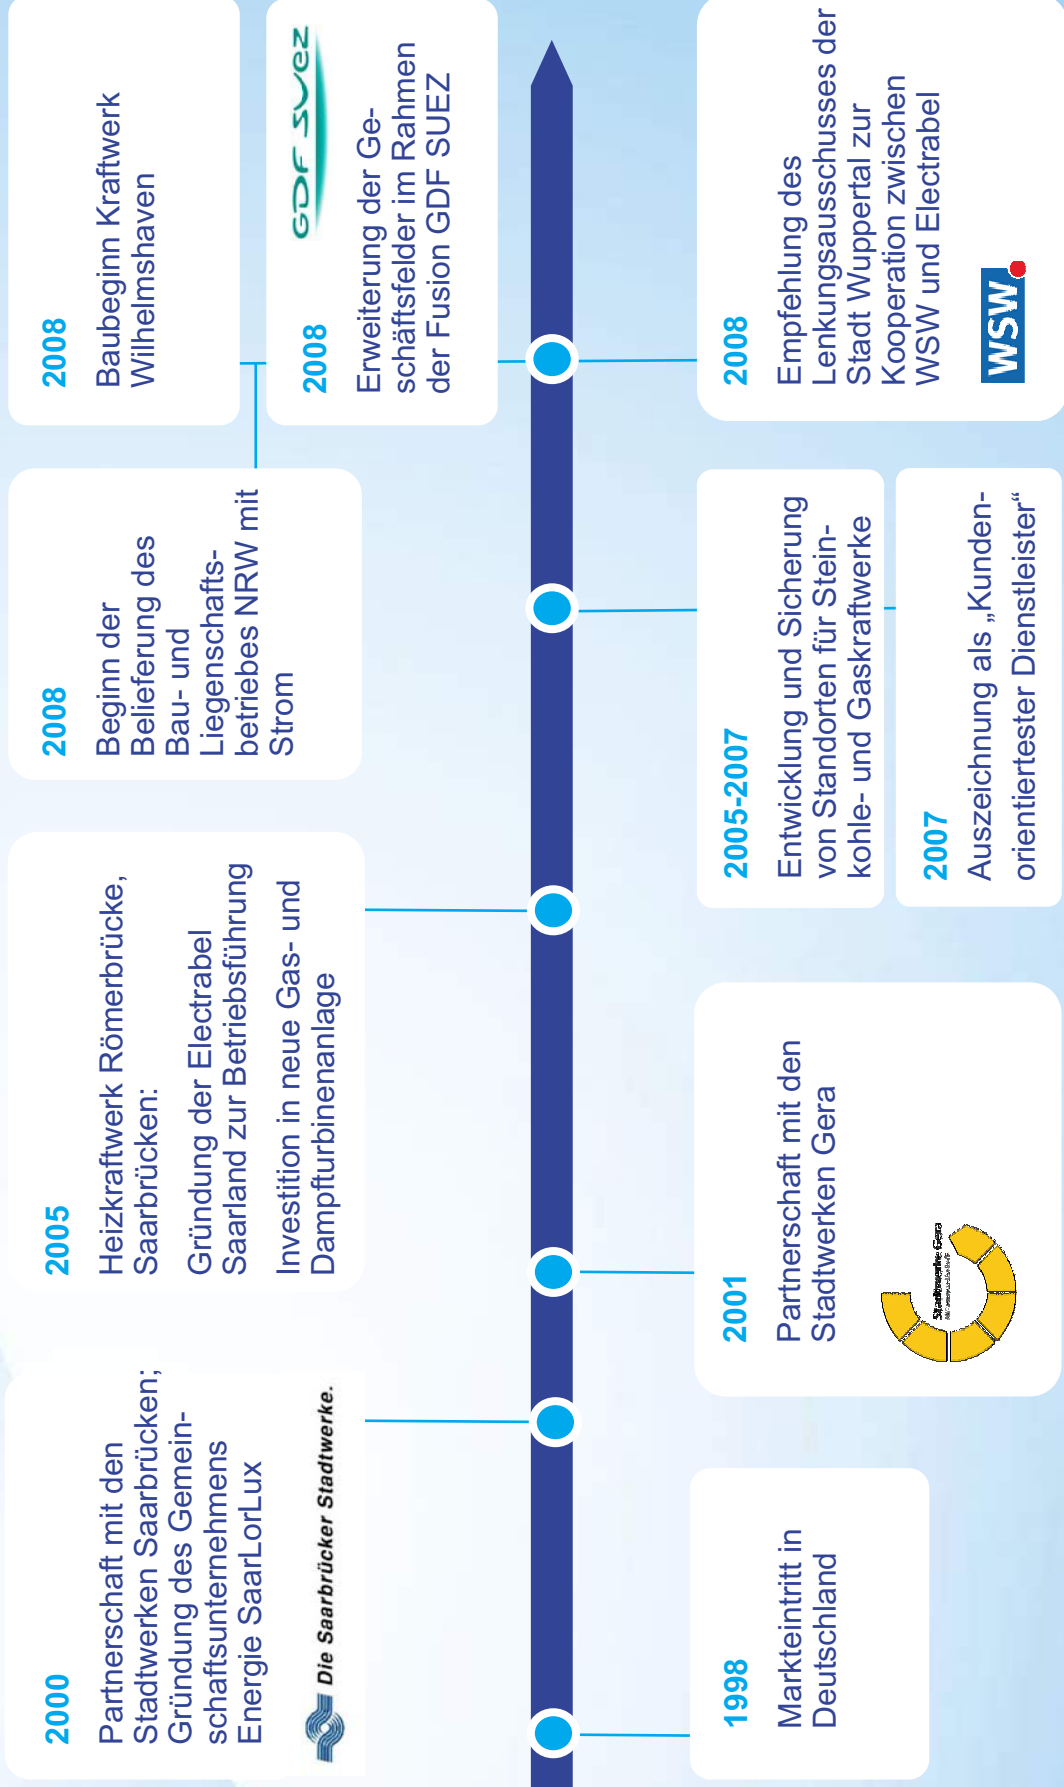 2000
Partnerschaft mit den
Stadtwerken Saarbrücken;
Gründung des Gemein-
schaftsunternehmens
Energie SaarLorLux
Die Saarbrücker Stadtwerke.
2005
Heizkraftwerk Römerbrücke,
Saarbrücken:
Gründung der Electrabel
Saarland zur Betriebsführung
Investition in neue Gas- und
Dampfturbinenanlage
2008
Beginn der
Belieferung des
Bau- und
Liegenschafts-
betriebes NRW mit
Strom
2008
Baubeginn Kraftwerk
Wilhelmshaven
GDF SUEZ
2008
Erweiterung der Ge-
schäftsfelder im Rahmen
der Fusion GDF SUEZ
1998
Markteintritt in
Deutschland
2001
Partnerschaft mit den
Stadtwerken Gera
Stadtwerke Gera
2005-2007
Entwicklung und Sicherung
von Standorten für Stein-
kohle- und Gaskraftwerke
2007
Auszeichnung als „Kunden-
orientiertester Dienstleister“
2008
Empfehlung des
Lenkungsausschusses der
Stadt Wuppertal zur
Kooperation zwischen
WSW und Electrabel
WSW